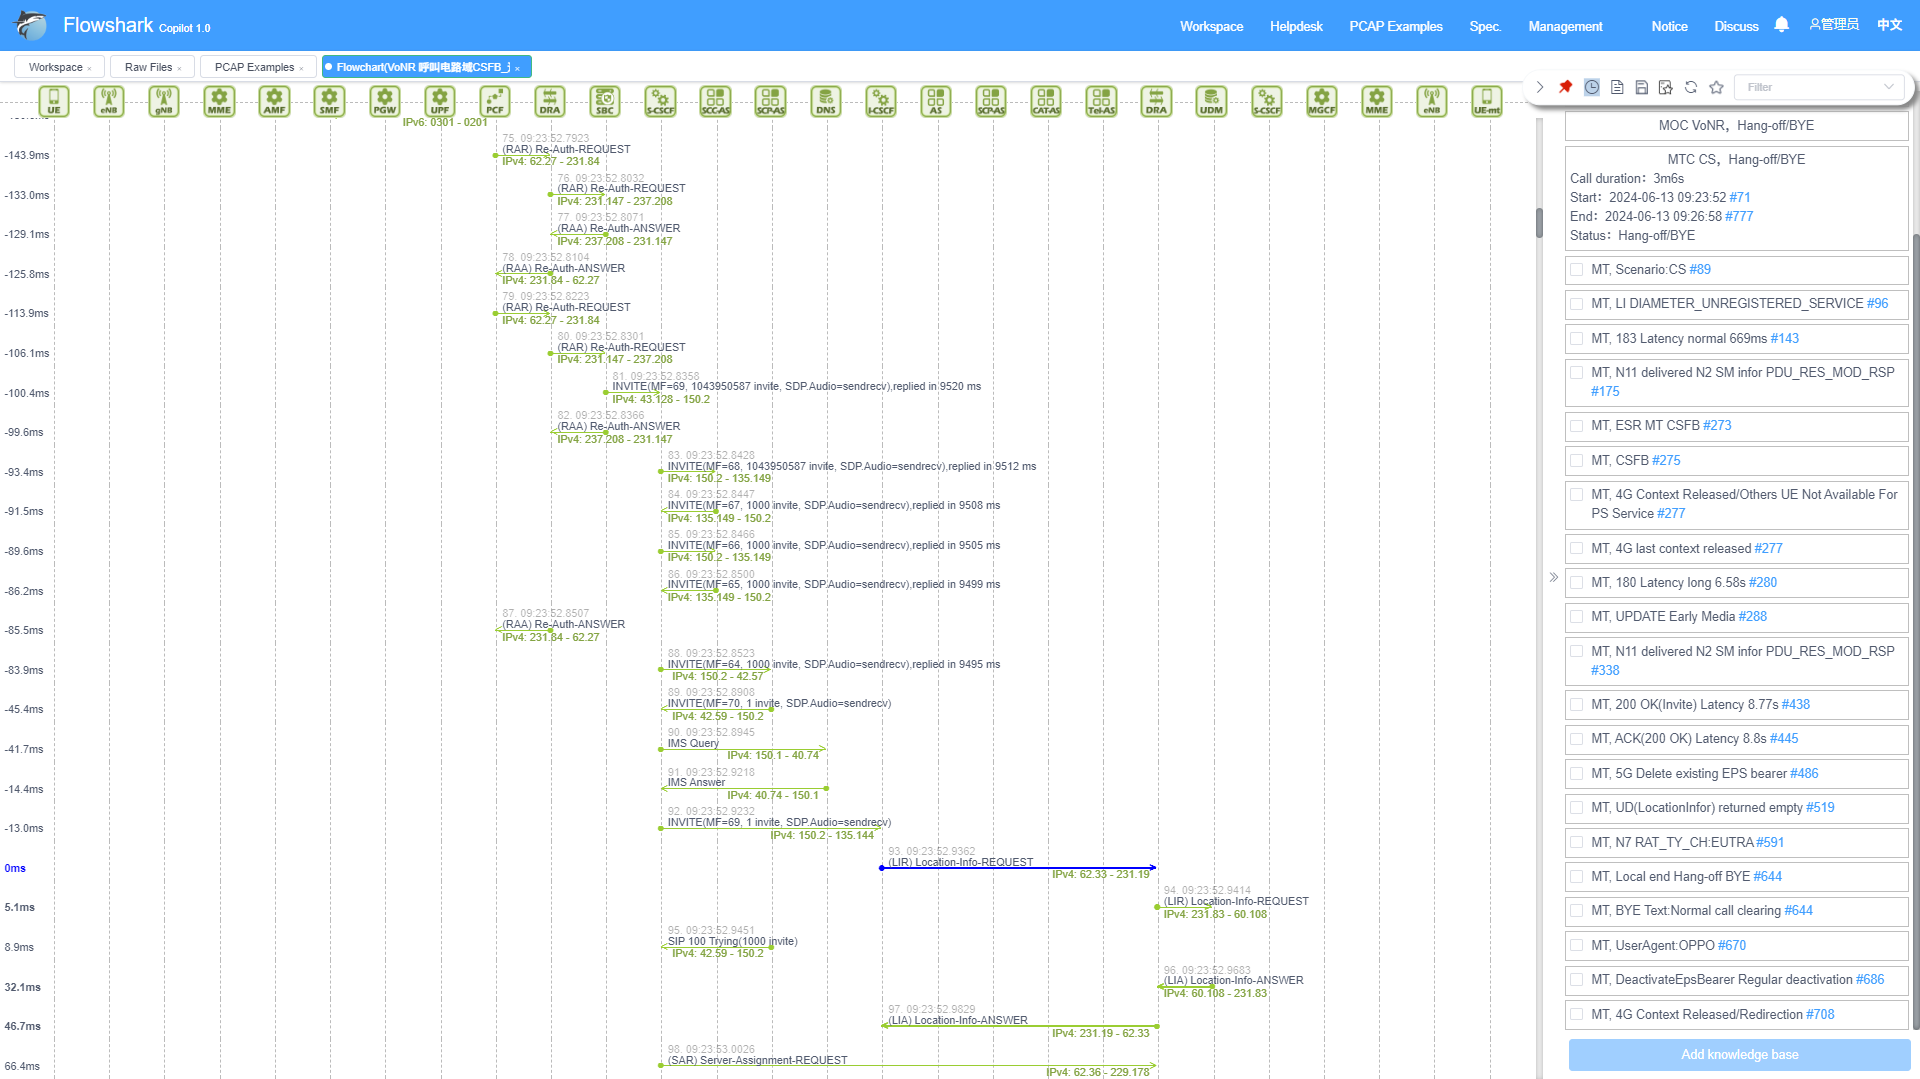 Flowshark Copilot 1.0
Workspace Helpdesk PCAP Examples Spec. Management Notice Discuss 管理员 中文
Workspace × Raw Files × PCAP Examples × Flowchart(VoNR 呼叫电路域CSFB_ ×
Filter
UE eNB gNB MME AMF SMF PGW UPF PCF DRA SBC S-CSCF SCC-AS SCP-AS DNS I-CSCF AS SCP-AS CAT-AS Tel-AS DRA UDM S-CSCF MGCF MME eNB UE-mt
IPv6: 0301 - 0201
75. 09:23:52.7923
-143.9ms (RAR) Re-Auth-REQUEST
IPv4: 62.27 - 231.84
76. 09:23:52.8032
-133.0ms (RAR) Re-Auth-REQUEST
IPv4: 231.147 - 237.208
77. 09:23:52.8071
-129.1ms (RAA) Re-Auth-ANSWER
IPv4: 237.208 - 231.147
78. 09:23:52.8104
-125.8ms (RAA) Re-Auth-ANSWER
IPv4: 231.84 - 62.27
79. 09:23:52.8223
-113.9ms (RAR) Re-Auth-REQUEST
IPv4: 62.27 - 231.84
80. 09:23:52.8301
-106.1ms (RAR) Re-Auth-REQUEST
IPv4: 231.147 - 237.208
81. 09:23:52.8358
-100.4ms INVITE(MF=69, 1043950587 invite, SDP.Audio=sendrecv),replied in 9520 ms
IPv4: 43.128 - 150.2
82. 09:23:52.8366
-99.6ms (RAA) Re-Auth-ANSWER
IPv4: 237.208 - 231.147
83. 09:23:52.8428
-93.4ms INVITE(MF=68, 1043950587 invite, SDP.Audio=sendrecv),replied in 9512 ms
IPv4: 150.2 - 135.149
84. 09:23:52.8447
-91.5ms INVITE(MF=67, 1000 invite, SDP.Audio=sendrecv),replied in 9508 ms
IPv4: 135.149 - 150.2
85. 09:23:52.8466
-89.6ms INVITE(MF=66, 1000 invite, SDP.Audio=sendrecv),replied in 9505 ms
IPv4: 150.2 - 135.149
86. 09:23:52.8500
-86.2ms INVITE(MF=65, 1000 invite, SDP.Audio=sendrecv),replied in 9499 ms
IPv4: 135.149 - 150.2
87. 09:23:52.8507
-85.5ms (RAA) Re-Auth-ANSWER
IPv4: 231.84 - 62.27
88. 09:23:52.8523
-83.9ms INVITE(MF=64, 1000 invite, SDP.Audio=sendrecv),replied in 9495 ms
IPv4: 150.2 - 42.57
89. 09:23:52.8908
-45.4ms INVITE(MF=70, 1 invite, SDP.Audio=sendrecv)
IPv4: 42.59 - 150.2
90. 09:23:52.8945
-41.7ms IMS Query
IPv4: 150.1 - 40.74
91. 09:23:52.9218
-14.4ms IMS Answer
IPv4: 40.74 - 150.1
92. 09:23:52.9232
-13.0ms INVITE(MF=69, 1 invite, SDP.Audio=sendrecv)
IPv4: 150.2 - 135.144
93. 09:23:52.9362
0ms (LIR) Location-Info-REQUEST
IPv4: 62.33 - 231.19
94. 09:23:52.9414
5.1ms (LIR) Location-Info-REQUEST
IPv4: 231.83 - 60.108
95. 09:23:52.9451
8.9ms SIP 100 Trying(1000 invite)
IPv4: 42.59 - 150.2
96. 09:23:52.9683
32.1ms (LIA) Location-Info-ANSWER
IPv4: 60.108 - 231.83
97. 09:23:52.9829
46.7ms (LIA) Location-Info-ANSWER
IPv4: 231.19 - 62.33
98. 09:23:53.0026
66.4ms (SAR) Server-Assignment-REQUEST
IPv4: 62.36 - 229.178
MOC VoNR，Hang-off/BYE
MTC CS，Hang-off/BYE
Call duration：3m6s
Start：2024-06-13 09:23:52 #71
End：2024-06-13 09:26:58 #777
Status：Hang-off/BYE
MT, Scenario:CS #89
MT, LI DIAMETER_UNREGISTERED_SERVICE #96
MT, 183 Latency normal 669ms #143
MT, N11 delivered N2 SM infor PDU_RES_MOD_RSP
#175
MT, ESR MT CSFB #273
MT, CSFB #275
MT, 4G Context Released/Others UE Not Available For
PS Service #277
MT, 4G last context released #277
MT, 180 Latency long 6.58s #280
MT, UPDATE Early Media #288
MT, N11 delivered N2 SM infor PDU_RES_MOD_RSP
#338
MT, 200 OK(Invite) Latency 8.77s #438
MT, ACK(200 OK) Latency 8.8s #445
MT, 5G Delete existing EPS bearer #486
MT, UD(LocationInfor) returned empty #519
MT, N7 RAT_TY_CH:EUTRA #591
MT, Local end Hang-off BYE #644
MT, BYE Text:Normal call clearing #644
MT, UserAgent:OPPO #670
MT, DeactivateEpsBearer Regular deactivation #686
MT, 4G Context Released/Redirection #708
Add knowledge base